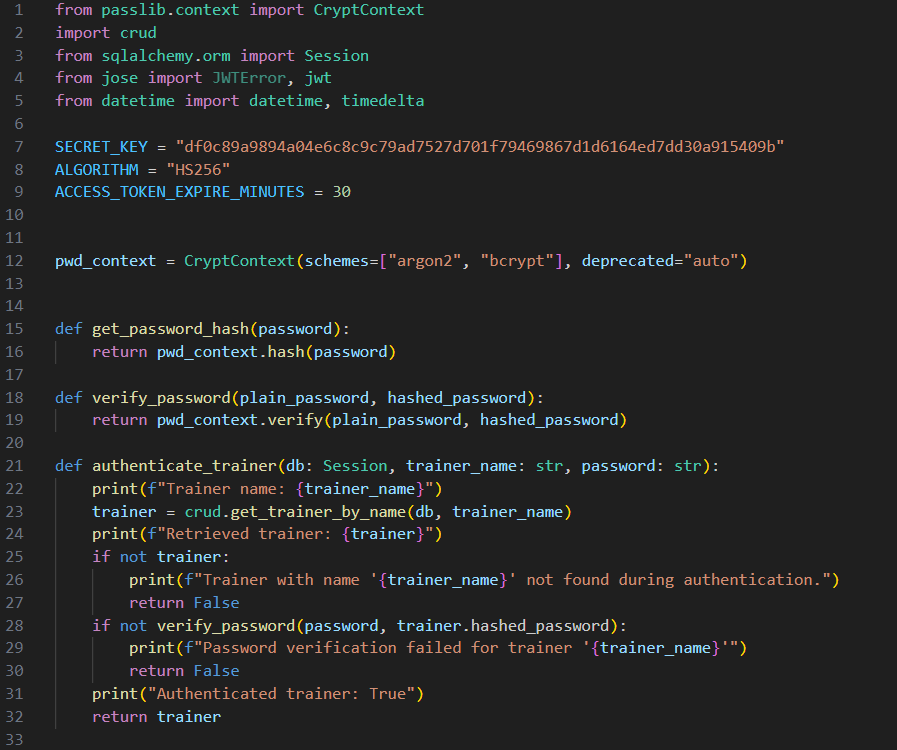 1 from passlib.context import CryptContext
2 import crud
3 from sqlalchemy.orm import Session
4 from jose import JWTError, jwt
5 from datetime import datetime, timedelta
6
7 SECRET_KEY = "df0c89a9894a04e6c8c9c79ad7527d701f79469867d1d6164ed7dd30a915409b"
8 ALGORITHM = "HS256"
9 ACCESS_TOKEN_EXPIRE_MINUTES = 30
10
11
12 pwd_context = CryptContext(schemes=["argon2", "bcrypt"], deprecated="auto")
13
14
15 def get_password_hash(password):
16     return pwd_context.hash(password)
17
18 def verify_password(plain_password, hashed_password):
19     return pwd_context.verify(plain_password, hashed_password)
20
21 def authenticate_trainer(db: Session, trainer_name: str, password: str):
22     print(f"Trainer name: {trainer_name}")
23     trainer = crud.get_trainer_by_name(db, trainer_name)
24     print(f"Retrieved trainer: {trainer}")
25     if not trainer:
26         print(f"Trainer with name '{trainer_name}' not found during authentication.")
27         return False
28     if not verify_password(password, trainer.hashed_password):
29         print(f"Password verification failed for trainer '{trainer_name}'")
30         return False
31     print("Authenticated trainer: True")
32     return trainer
33